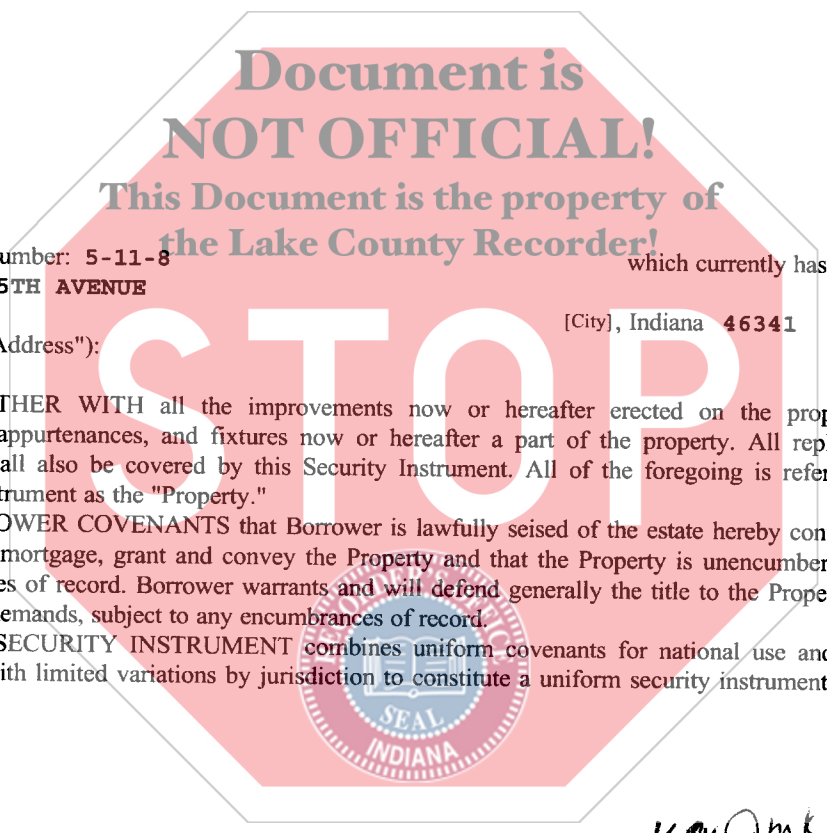 Document is
NOT OFFICIAL!
This Document is the property of
the Lake County Recorder!
umber: 5-11-8 which currently has
5TH AVENUE
[City], Indiana 46341
Address"):
THER WITH all the improvements now or hereafter erected on the prop
appurtenances, and fixtures now or hereafter a part of the property. All rep
all also be covered by this Security Instrument. All of the foregoing is refer
trument as the "Property."
OWER COVENANTS that Borrower is lawfully seised of the estate hereby con
mortgage, grant and convey the Property and that the Property is unencumber
es of record. Borrower warrants and will defend generally the title to the Prope
emands, subject to any encumbrances of record.
SECURITY INSTRUMENT combines uniform covenants for national use and
ith limited variations by jurisdiction to constitute a uniform security instrument
STOP
RECORDER'S OFFICE
SEAL
INDIANA